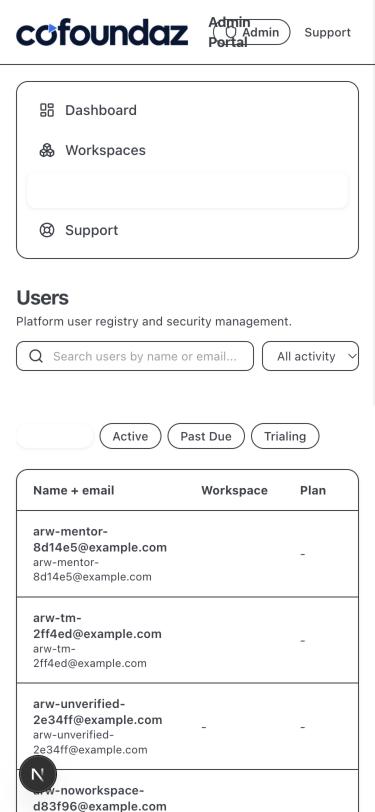 cofoundaz
Admin
Portal
Admin
Support
Dashboard
Workspaces
Support
Users
Platform user registry and security management.
Search users by name or email...
All activity
Active
Past Due
Trialing
Name + email
Workspace
Plan
arw-mentor-
8d14e5@example.com
arw-mentor-
8d14e5@example.com
-
arw-tm-
2ff4ed@example.com
arw-tm-
2ff4ed@example.com
-
arw-unverified-
2e34ff@example.com
arw-unverified-
2e34ff@example.com
-
-
N
arw-noworkspace-
d83f96@example.com